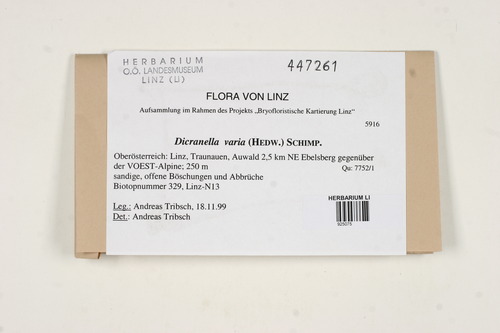 HERBARIUM
O.Ö. LANDESMUSEUM
LINZ (LI)
447261
FLORA VON LINZ
Aufsammlung im Rahmen des Projekts „Bryofloristische Kartierung Linz“
5916
Dicranella varia (HEDW.) SCHIMP.
Oberösterreich: Linz, Traunauen, Auwald 2,5 km NE Ebelsberg gegenüber
der VOEST-Alpine; 250 m
Qu: 7752/1
sandige, offene Böschungen und Abbrüche
Biotopnummer 329, Linz-N13
Leg.: Andreas Tribsch, 18.11.99
Det.: Andreas Tribsch
HERBARIUM LI
925075